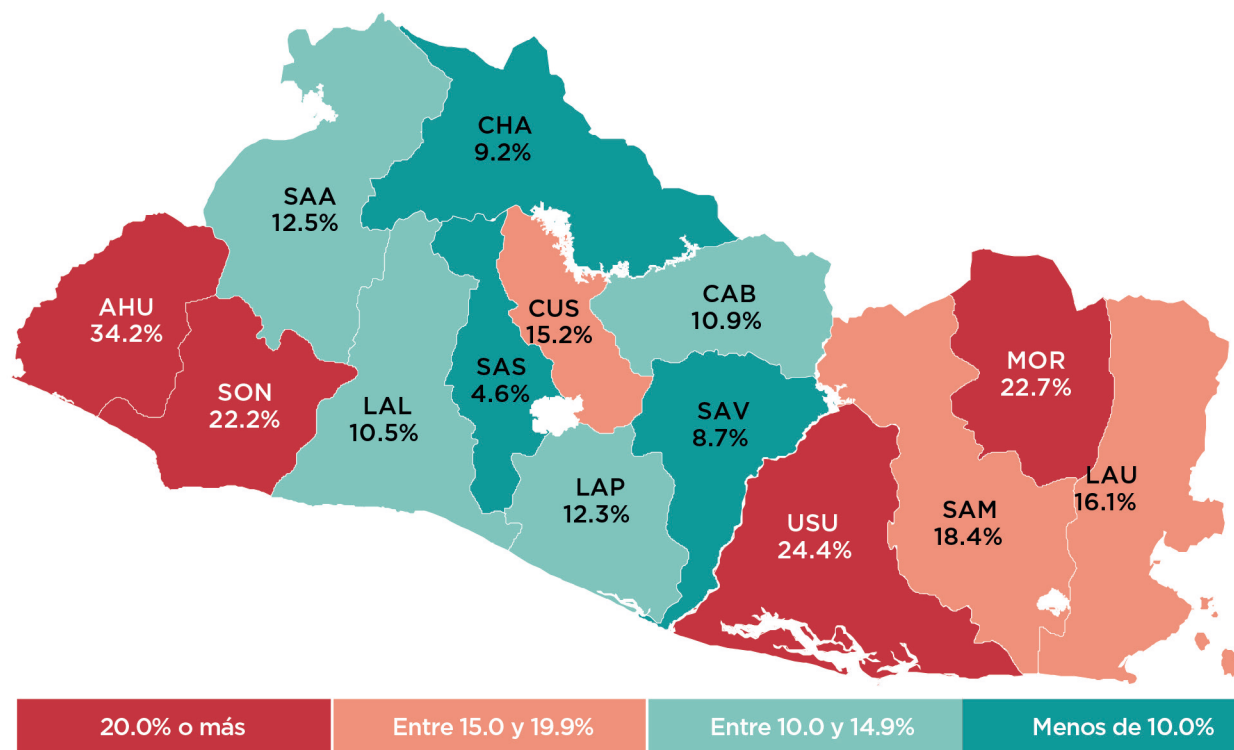 CHA
9.2%
SAA
12.5%
AHU
34.2%
SON
22.2%
LAL
10.5%
SAS
4.6%
CUS
15.2%
CAB
10.9%
SAV
8.7%
LAP
12.3%
USU
24.4%
MOR
22.7%
SAM
18.4%
LAU
16.1%
20.0% o más
Entre 15.0 y 19.9%
Entre 10.0 y 14.9%
Menos de 10.0%